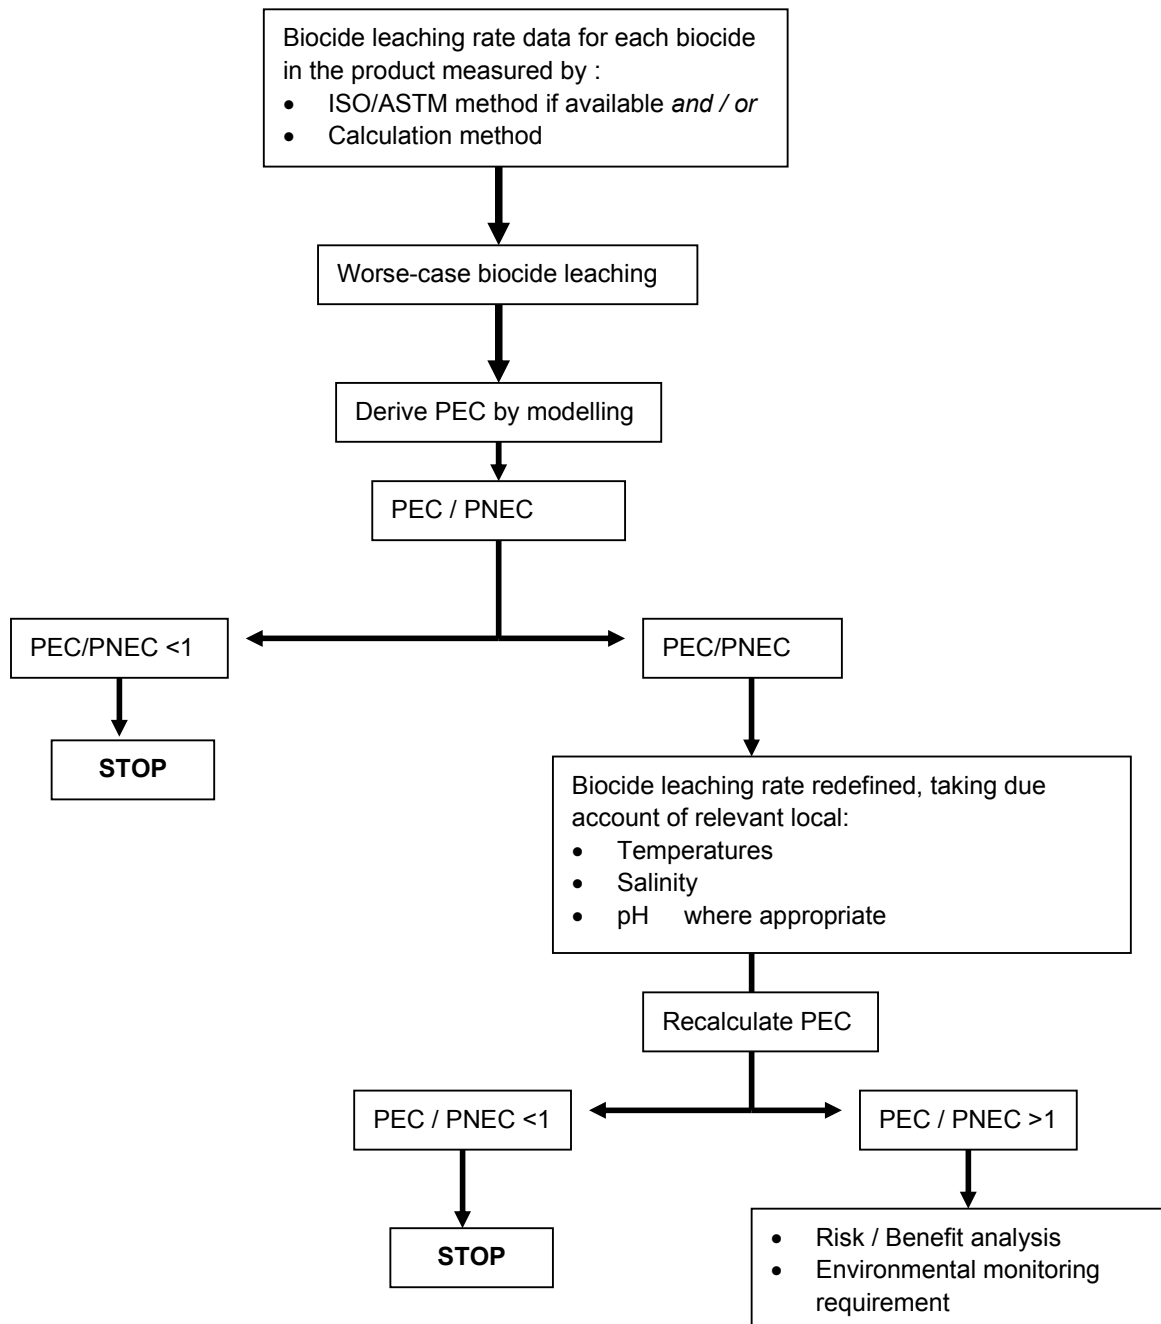 Biocide leaching rate data for each biocide
in the product measured by :
• ISO/ASTM method if available and / or
• Calculation method
Worse-case biocide leaching
Derive PEC by modelling
PEC / PNEC
PEC/PNEC <1
PEC/PNEC
STOP
Biocide leaching rate redefined, taking due
account of relevant local:
• Temperatures
• Salinity
• pH where appropriate
Recalculate PEC
PEC / PNEC <1
PEC / PNEC >1
STOP
• Risk / Benefit analysis
• Environmental monitoring
requirement